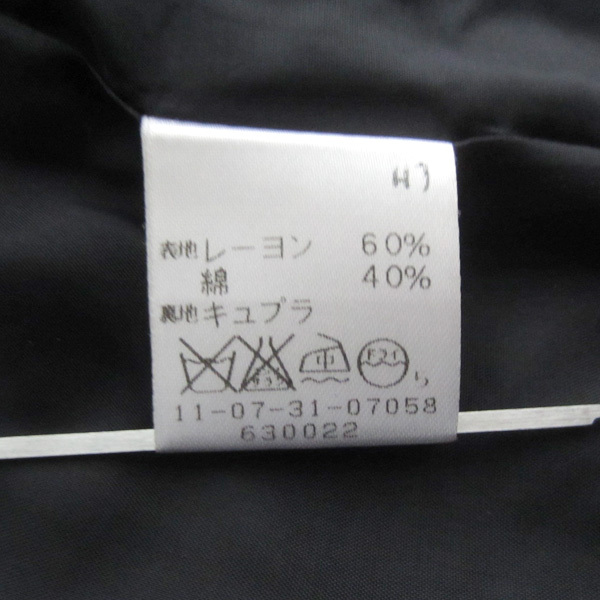 表地 レーヨン 60%
綿 40%
裏地 キュプラ
中
11-07-31-07058
630022